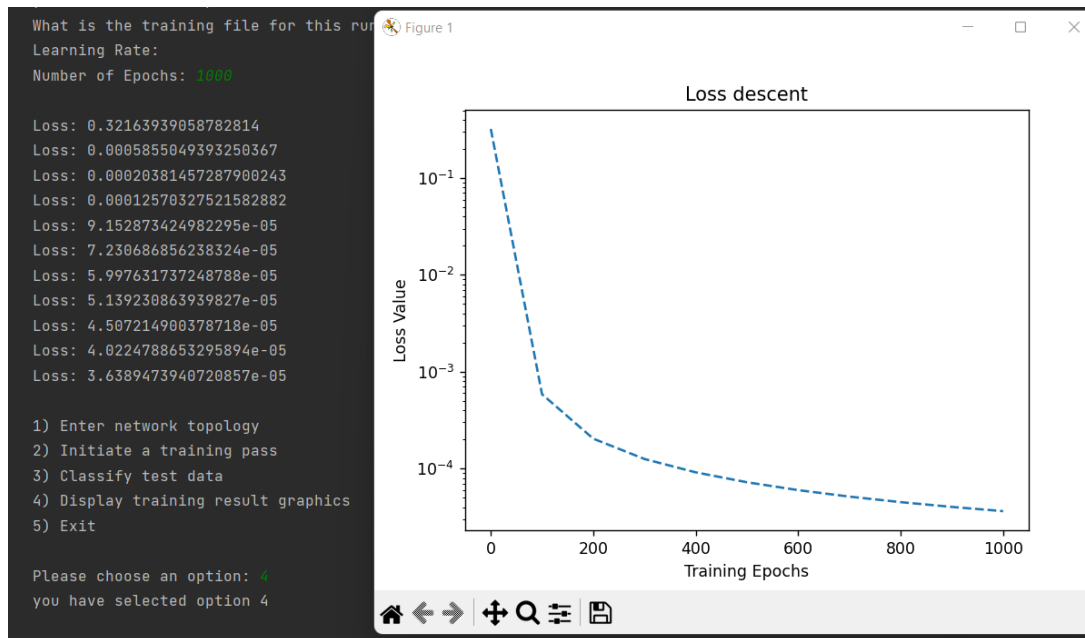 What is the training file for this run
Learning Rate:
Number of Epochs: 1000
Loss: 0.32163939058782814
Loss: 0.0005855049393250367
Loss: 0.00020381457287900243
Loss: 0.00012570327521582882
Loss: 9.152873424982295e-05
Loss: 7.230686856238324e-05
Loss: 5.997631737248788e-05
Loss: 5.139230863939827e-05
Loss: 4.507214900378718e-05
Loss: 4.0224788653295894e-05
Loss: 3.6389473940720857e-05
1) Enter network topology
2) Initiate a training pass
3) Classify test data
4) Display training result graphics
5) Exit
Please choose an option: 4
you have selected option 4
Figure 1
Loss descent
Loss Value
10⁻¹
10⁻²
10⁻³
10⁻⁴
0 200 400 600 800 1000
Training Epochs